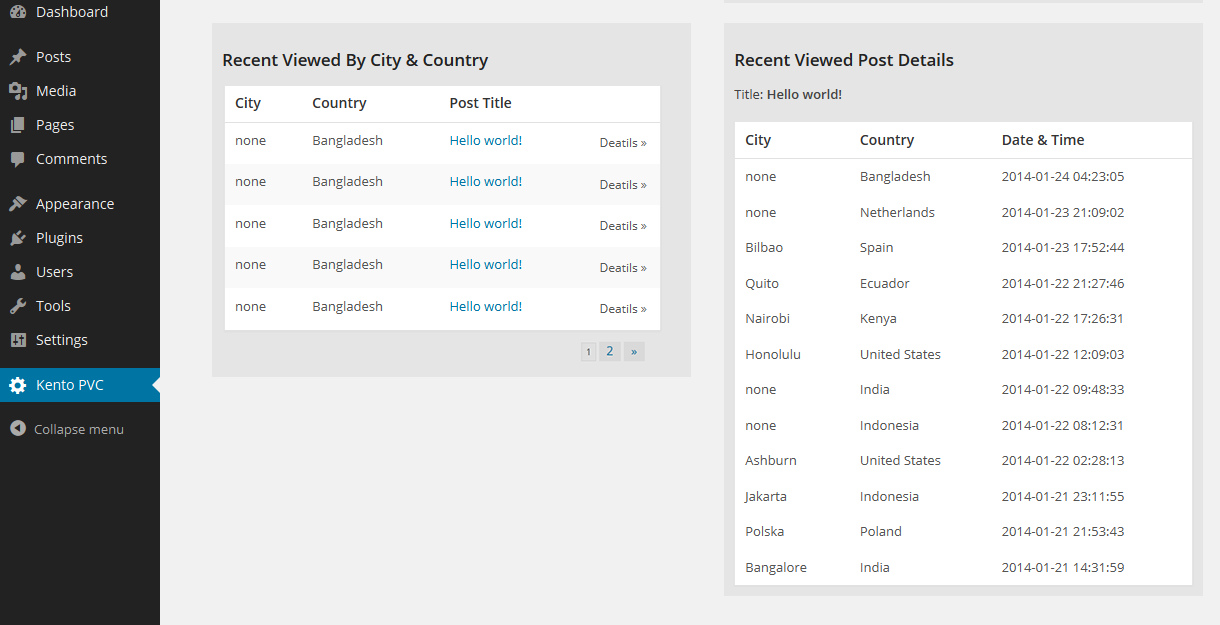 Dashboard
Posts
Media
Pages
Comments
Appearance
Plugins
Users
Tools
Settings
Kento PVC
Collapse menu
Recent Viewed By City & Country
City Country Post Title
none Bangladesh Hello world! Deatils »
none Bangladesh Hello world! Deatils »
none Bangladesh Hello world! Deatils »
none Bangladesh Hello world! Deatils »
none Bangladesh Hello world! Deatils »
1 2 »
Recent Viewed Post Details
Title: Hello world!
City Country Date & Time
none Bangladesh 2014-01-24 04:23:05
none Netherlands 2014-01-23 21:09:02
Bilbao Spain 2014-01-23 17:52:44
Quito Ecuador 2014-01-22 21:27:46
Nairobi Kenya 2014-01-22 17:26:31
Honolulu United States 2014-01-22 12:09:03
none India 2014-01-22 09:48:33
none Indonesia 2014-01-22 08:12:31
Ashburn United States 2014-01-22 02:28:13
Jakarta Indonesia 2014-01-21 23:11:55
Polska Poland 2014-01-21 21:53:43
Bangalore India 2014-01-21 14:31:59